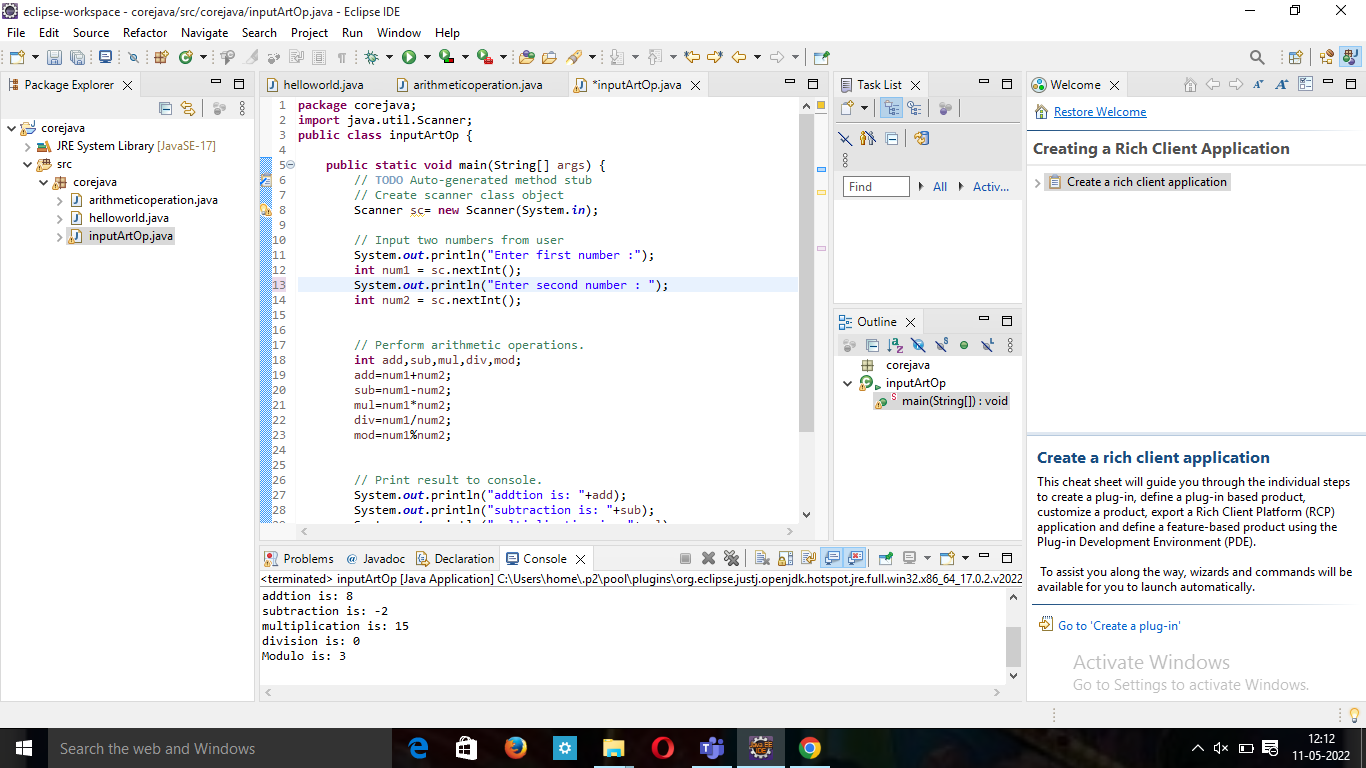 eclipse-workspace - corejava/src/corejava/inputArtOp.java - Eclipse IDE
File Edit Source Refactor Navigate Search Project Run Window Help
Package Explorer
corejava
JRE System Library [JavaSE-17]
src
corejava
arithmeticoperation.java
helloworld.java
inputArtOp.java
helloworld.java arithmeticoperation.java *inputArtOp.java
1 package corejava;
2 import java.util.Scanner;
3 public class inputArtOp {
4
5 public static void main(String[] args) {
6 // TODO Auto-generated method stub
7 // Create scanner class object
8 Scanner sc= new Scanner(System.in);
9
10 // Input two numbers from user
11 System.out.println("Enter first number :");
12 int num1 = sc.nextInt();
13 System.out.println("Enter second number : ");
14 int num2 = sc.nextInt();
15
16
17 // Perform arithmetic operations.
18 int add,sub,mul,div,mod;
19 add=num1+num2;
20 sub=num1-num2;
21 mul=num1*num2;
22 div=num1/num2;
23 mod=num1%num2;
24
25
26 // Print result to console.
27 System.out.println("addtion is: "+add);
28 System.out.println("subtraction is: "+sub);
Task List
Find All Activ...
Outline
corejava
inputArtOp
main(String[]) : void
Welcome
Restore Welcome
Creating a Rich Client Application
Create a rich client application
Create a rich client application
This cheat sheet will guide you through the individual steps
to create a plug-in, define a plug-in based product,
customize a product, export a Rich Client Platform (RCP)
application and define a feature-based product using the
Plug-in Development Environment (PDE).
To assist you along the way, wizards and commands will be
available for you to launch automatically.
Go to 'Create a plug-in'
Activate Windows
Go to Settings to activate Windows.
Problems @ Javadoc Declaration Console
<terminated> inputArtOp [Java Application] C:\Users\home\.p2\pool\plugins\org.eclipse.justj.openjdk.hotspot.jre.full.win32.x86_64_17.0.2.v2022
addtion is: 8
subtraction is: -2
multiplication is: 15
division is: 0
Modulo is: 3
Search the web and Windows
Java EE
IDE
12:12
11-05-2022